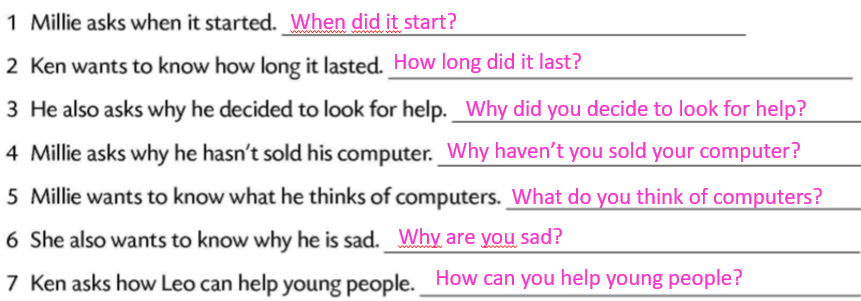 1 Millie asks when it started. When did it start?
2 Ken wants to know how long it lasted. How long did it last?
3 He also asks why he decided to look for help. Why did you decide to look for help?
4 Millie asks why he hasn't sold his computer. Why haven't you sold your computer?
5 Millie wants to know what he thinks of computers. What do you think of computers?
6 She also wants to know why he is sad. Why are you sad?
7 Ken asks how Leo can help young people. How can you help young people?